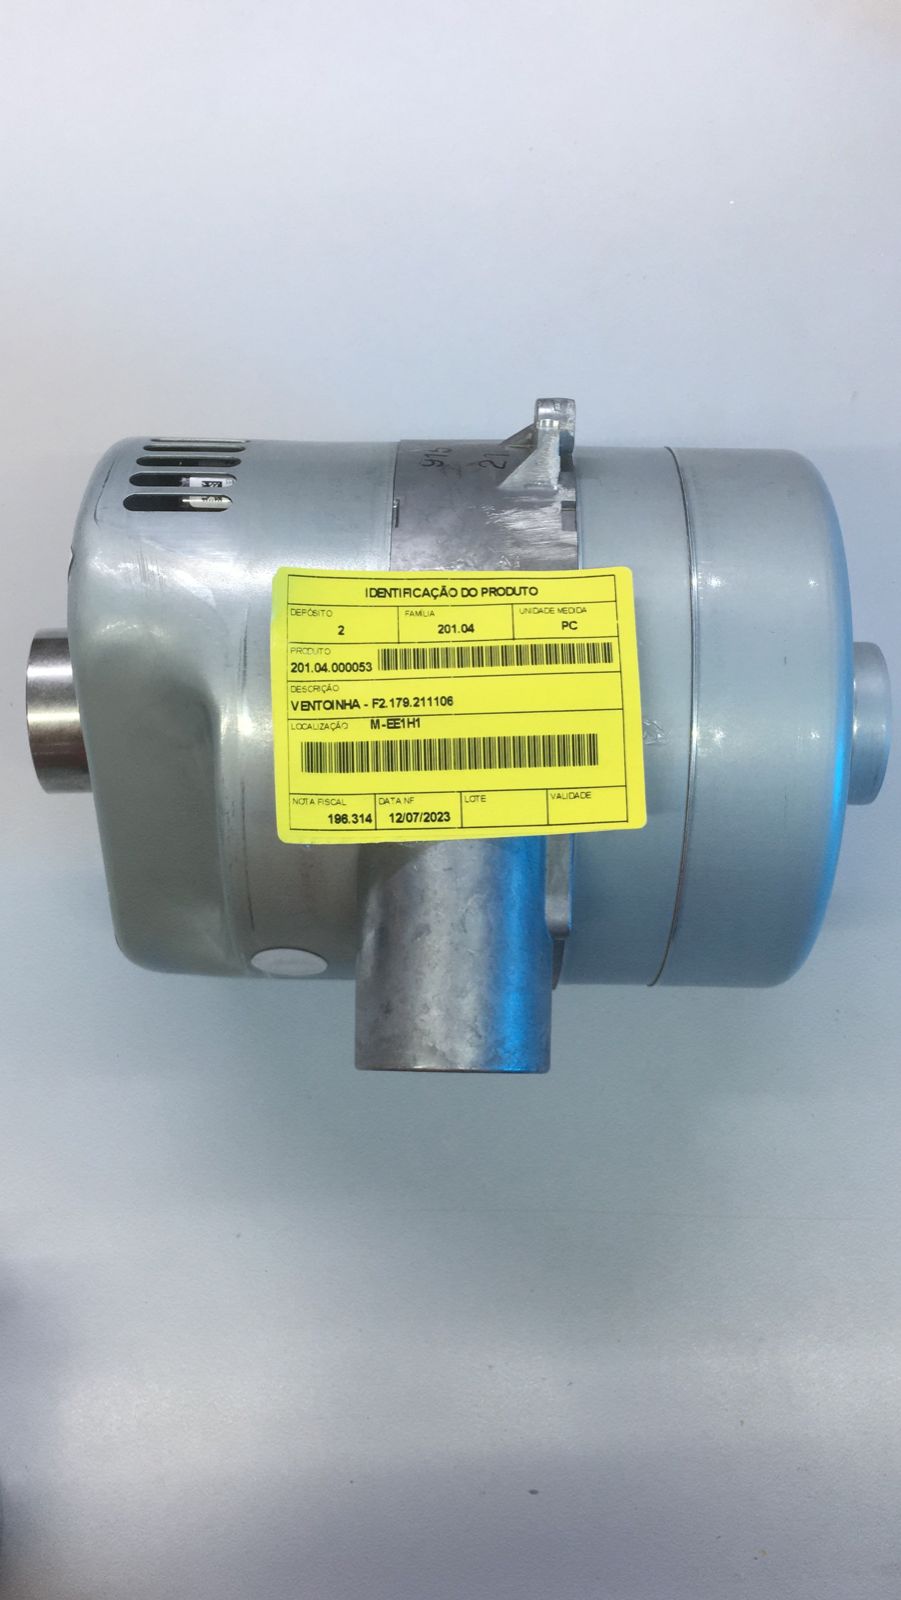 21
IDENTIFICAÇÃO DO PRODUTO
DEPÓSITO FAMÍLIA UNIDADE MEDIDA
2 201.04 PC
PRODUTO
201.04.000053
DESCRIÇÃO
VENTOINHA - F2.179.211106
LOCALIZAÇÃO M-EE1H1
NOTA FISCAL DATA NF LOTE VALIDADE
196.314 12/07/2023